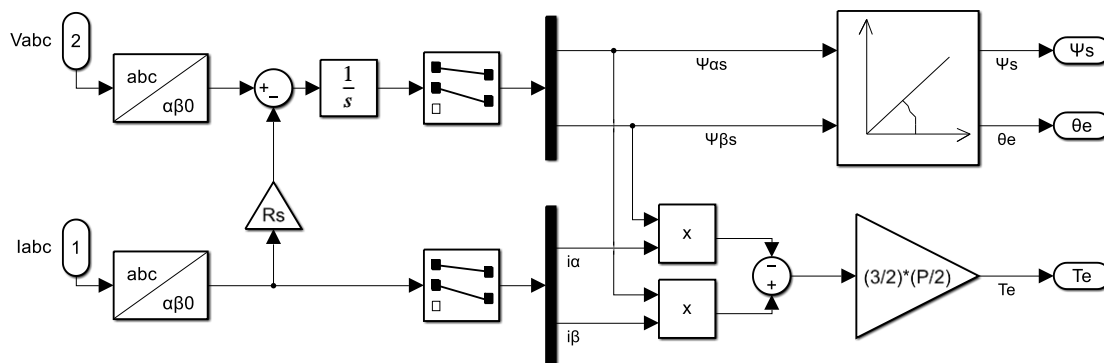 Vabc
2
abc
αβ0
+
−
1
s
Ψαs
Ψβs
Ψs
Ψs
θe
θe
Rs
Iabc
1
abc
αβ0
iα
iβ
x
x
−
+
(3/2)*(P/2)
Te
Te